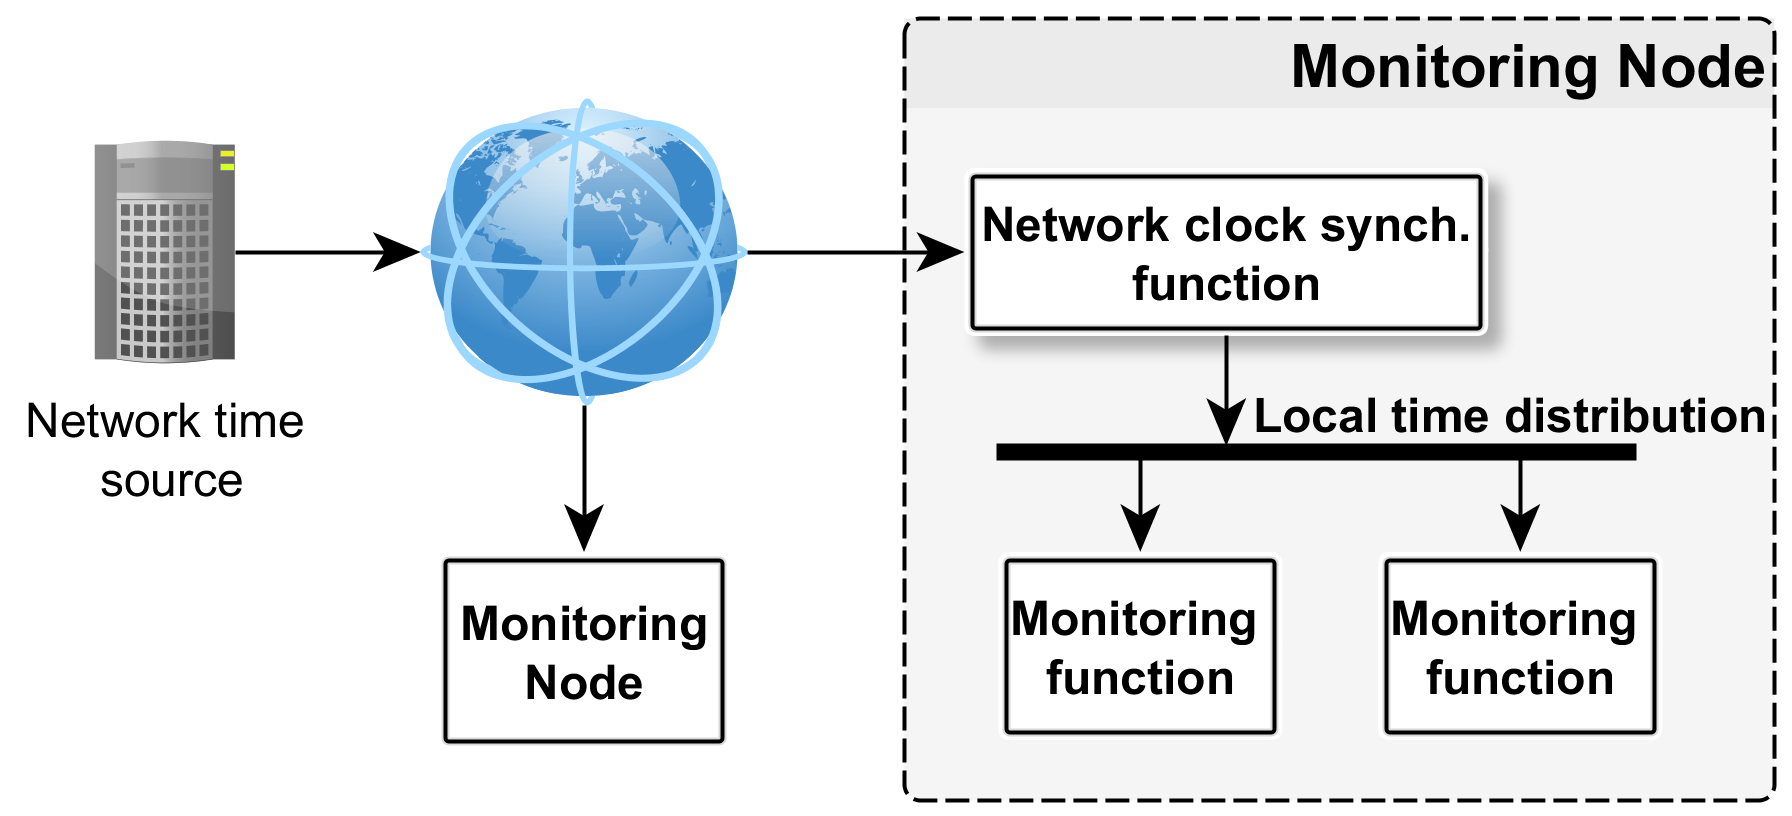 Monitoring Node
Network clock synch.
function
Network time
source
Local time distribution
Monitoring
Node
Monitoring
function
Monitoring
function